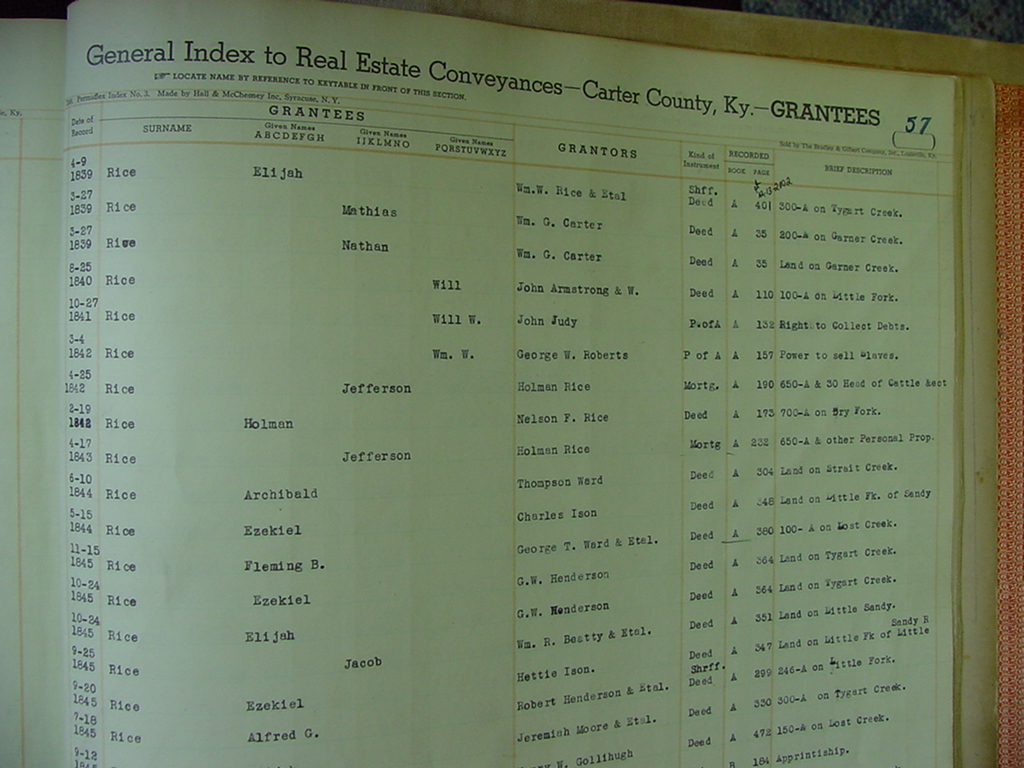 e, Ky.
General Index to Real Estate Conveyances—Carter County, Ky.—GRANTEES
57
LOCATE NAME BY REFERENCE TO KEYTABLE IN FRONT OF THIS SECTION.
Permaflex Index No. 3. Made by Hall & McChesney Inc. Syracuse, N. Y.
Sold by The Bradley & Gilbert Company, Inc., Louisville, Ky.
GRANTEES
Date of Record SURNAME Given Names ABCDEFGH Given Names IJKLMNO Given Names PQRSTUVWXYZ GRANTORS Kind of Instrument RECORDED BOOK PAGE BRIEF DESCRIPTION
4-9
1839 Rice Elijah Wm.W. Rice & Etal Shff.
Deed A 401 300-A on Tygart Creek.
3-27
1839 Rice Mathias Wm. G. Carter Deed A 35 200-A on Garner Creek.
3-27
1839 Rice Nathan Wm. G. Carter Deed A 35 Land on Garner Creek.
8-25
1840 Rice Will John Armstrong & W. Deed A 110 100-A on Little Fork.
10-27
1841 Rice Will W. John Judy P.ofA A 132 Right to Collect Debts.
3-4
1842 Rice Wm. W. George W. Roberts P of A A 157 Power to sell Slaves.
4-25
1842 Rice Jefferson Holman Rice Mortg. A 190 650-A & 30 Head of Cattle &ect
2-19
1842 Rice Holman Nelson F. Rice Deed A 173 700-A on Dry Fork.
4-17
1843 Rice Jefferson Holman Rice Mortg A 232 650-A & other Personal Prop.
6-10
1844 Rice Archibald Thompson Ward Deed A 304 Land on Strait Creek.
5-15
1844 Rice Ezekiel Charles Ison Deed A 348 Land on Little Fk. of Sandy
11-15
1845 Rice Fleming B. George T. Ward & Etal. Deed A 380 100- A on Lost Creek.
10-24
1845 Rice Ezekiel G.W. Henderson Deed A 364 Land on Tygart Creek.
10-24
1845 Rice Elijah G.W. Henderson Deed A 364 Land on Tygart Creek.
9-25
1845 Rice Jacob Wm. R. Beatty & Etal. Deed A 351 Land on Little Sandy.
Sandy R
9-20
1845 Rice Ezekiel Hettie Ison. Deed A 347 Land on Little Fk of Little
7-18
1845 Rice Alfred G. Robert Henderson & Etal. Shrff.
Deed A 299 246-A on Little Fork.
9-12
Jeremiah Moore & Etal. Deed A 330 300-A on Tygart Creek.
W. Gollihugh Deed A 472 150-A on Lost Creek.
B 184 Apprintiship.